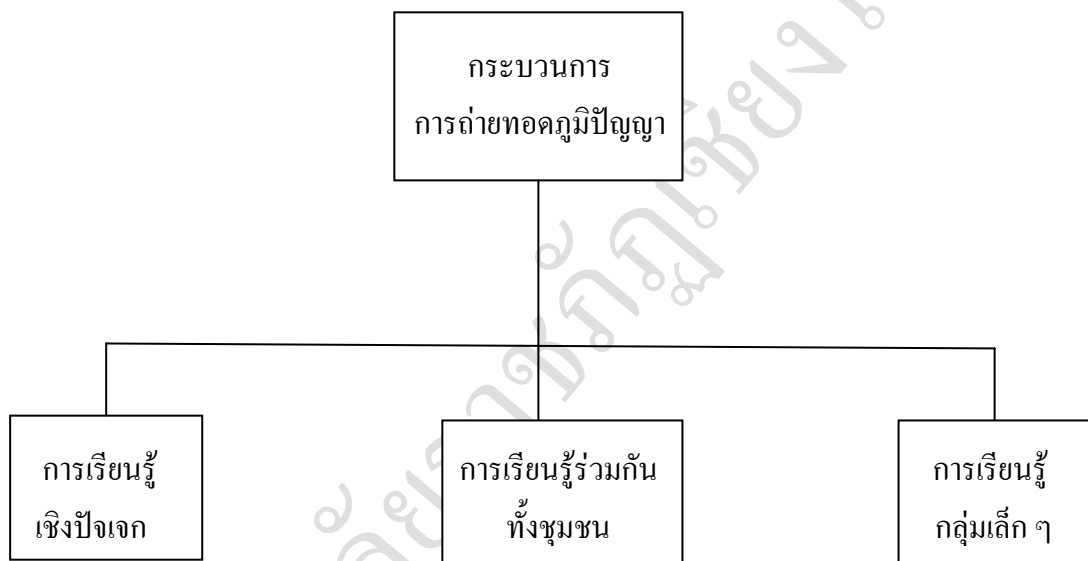 กระบวนการ
การถ่ายทอดภูมิปัญญา
การเรียนรู้
เชิงปัจเจก
การเรียนรู้ร่วมกัน
ทั้งชุมชน
การเรียนรู้
กลุ่มเล็ก ๆ